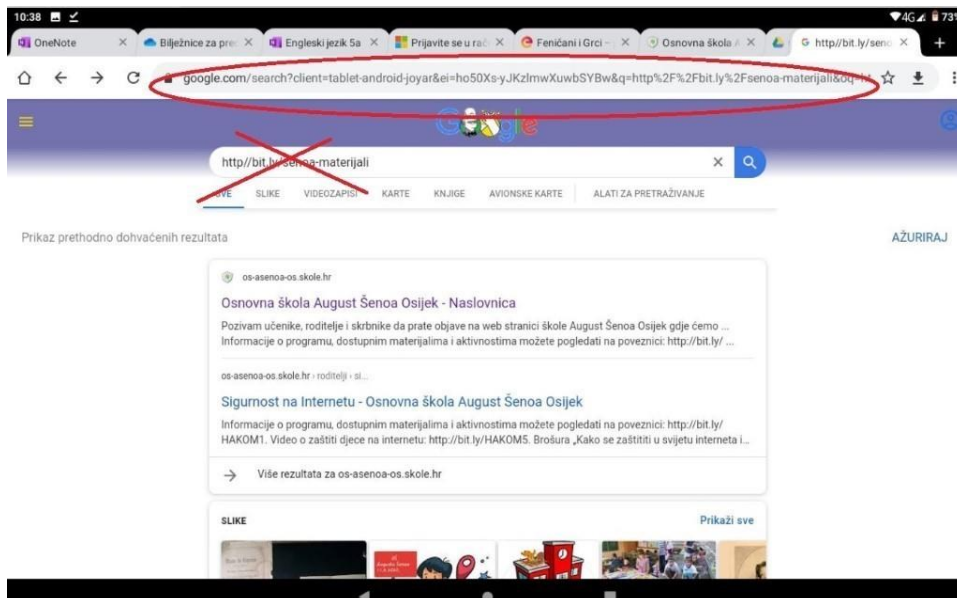 10:38 4G 73%
OneNote Bilježnice za pre Engleski jezik 5a Prijavite se u rač Feničani i Grci – Osnovna škola A http//bit.ly/seno
google.com/search?client=tablet-android-joyar&ei=ho50Xs-yJKzlmwXuwbSYBw&q=http%2F%2Fbit.ly%2Fsenoa-materijali&oq=ht
Google
http//bit.ly/senoa-materijali
SVE SLIKE VIDEOZAPISI KARTE KNJIGE AVIONSKE KARTE ALATI ZA PRETRAŽIVANJE
Prikaz prethodno dohvaćenih rezultata AŽURIRAJ
os-asenoa-os.skole.hr
Osnovna škola August Šenoa Osijek - Naslovnica
Pozivam učenike, roditelje i skrbnike da prate objave na web stranici škole August Šenoa Osijek gdje ćemo ...
Informacije o programu, dostupnim materijalima i aktivnostima možete pogledati na poveznici: http://bit.ly/ ...
os-asenoa-os.skole.hr › roditelji › si...
Sigurnost na Internetu - Osnovna škola August Šenoa Osijek
Informacije o programu, dostupnim materijalima i aktivnostima možete pogledati na poveznici: http://bit.ly/
HAKOM1. Video o zaštiti djece na internetu: http://bit.ly/HAKOM5. Brošura „Kako se zaštititi u svijetu interneta i...
Više rezultata za os-asenoa-os.skole.hr
SLIKE Prikaži sve